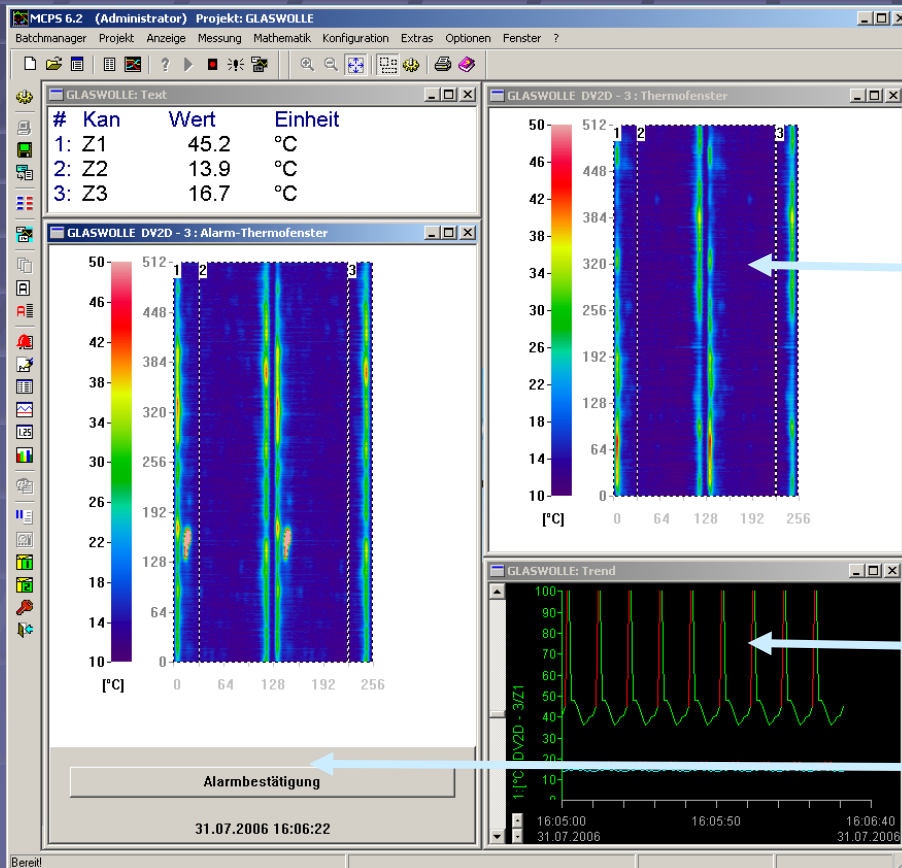 MCPS 6.2 (Administrator) Projekt: GLASWOLLE
Batchmanager Projekt Anzeige Messung Mathematik Konfiguration Extras Optionen Fenster ?
GLASWOLLE: Text
# Kan Wert Einheit
1: Z1 45.2 °C
2: Z2 13.9 °C
3: Z3 16.7 °C
GLASWOLLE DV2D - 3 : Alarm-Thermofenster
50
46
42
38
34
30
26
22
18
14
10
[°C]
512
448
384
320
256
192
128
64
0
1 2 3
0 64 128 192 256
Alarmbestätigung
31.07.2006 16:06:22
GLASWOLLE DV2D - 3 : Thermofenster
50
46
42
38
34
30
26
22
18
14
10
[°C]
512
448
384
320
256
192
128
64
0
1 2 3
0 64 128 192 256
GLASWOLLE: Trend
100
90
80
70
60
50
40
30
20
10
0
1:[°C] DV2D - 3/Z1
16:05:00 16:05:50 16:06:40
31.07.2006 31.07.2006
1.25
Bereit!